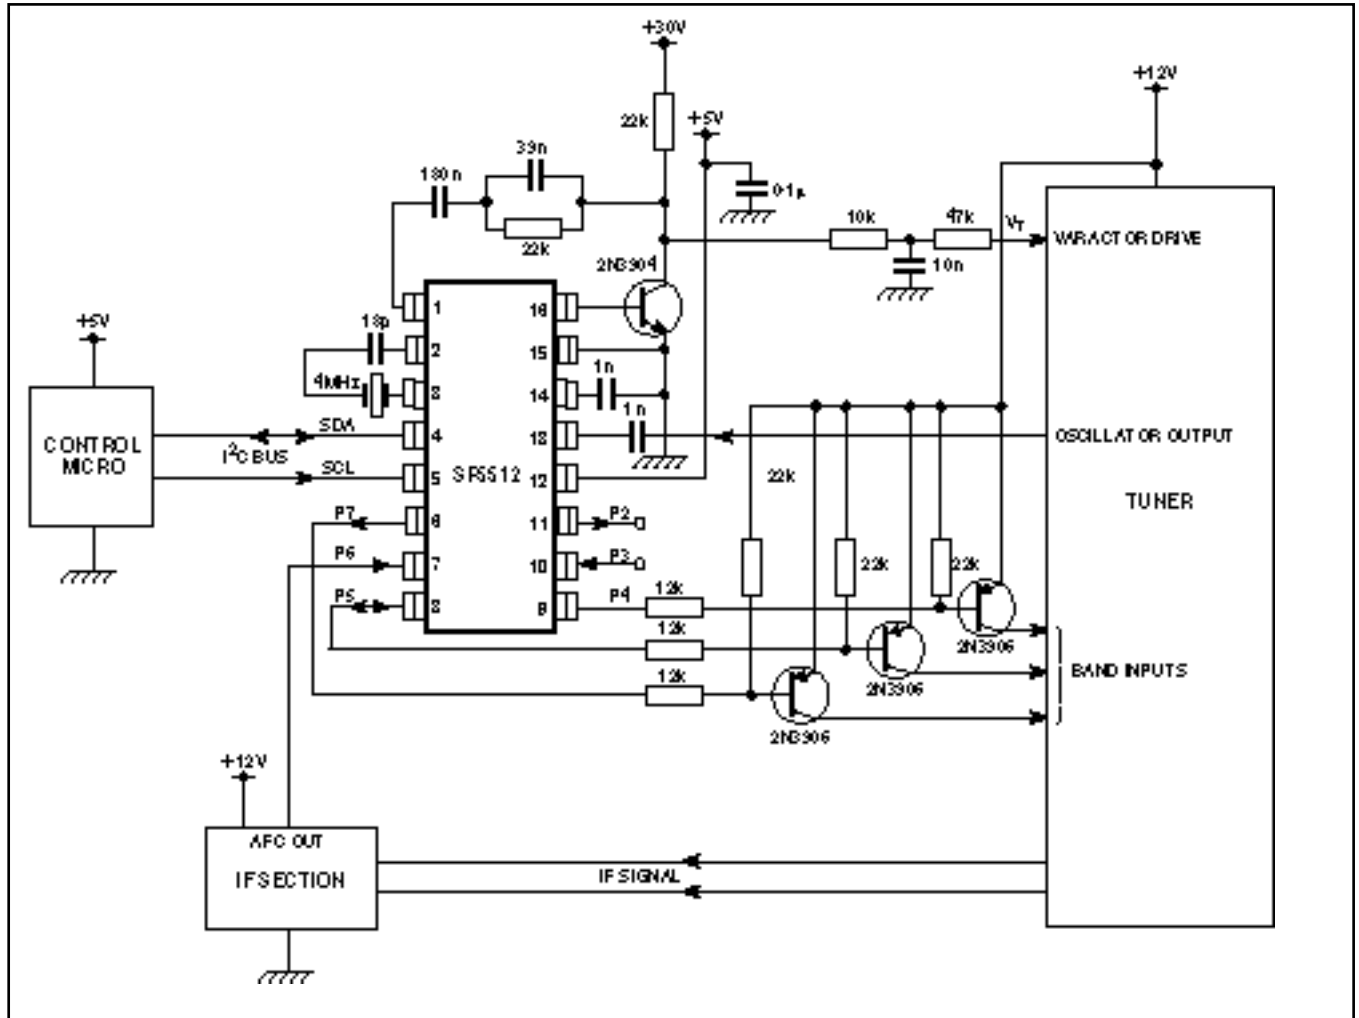 +30V
+12V
22k
+5V
39n
180n
0·1µ
22k
10k
47k
VT
VARACTOR DRIVE
2N3904
10n
+5V
18p
4MHz
1
2
3
4
5
6
7
8
16
15
14
13
12
11
10
9
SP5512
1n
1n
CONTROL
MICRO
SDA
I²C BUS
SCL
OSCILLATOR OUTPUT
TUNER
22k
22k
22k
P7
P6
P5
P2
P3
P4
12k
12k
12k
2N3906
2N3906
2N3906
BAND INPUTS
+12V
AFC OUT
IF SECTION
IF SIGNAL